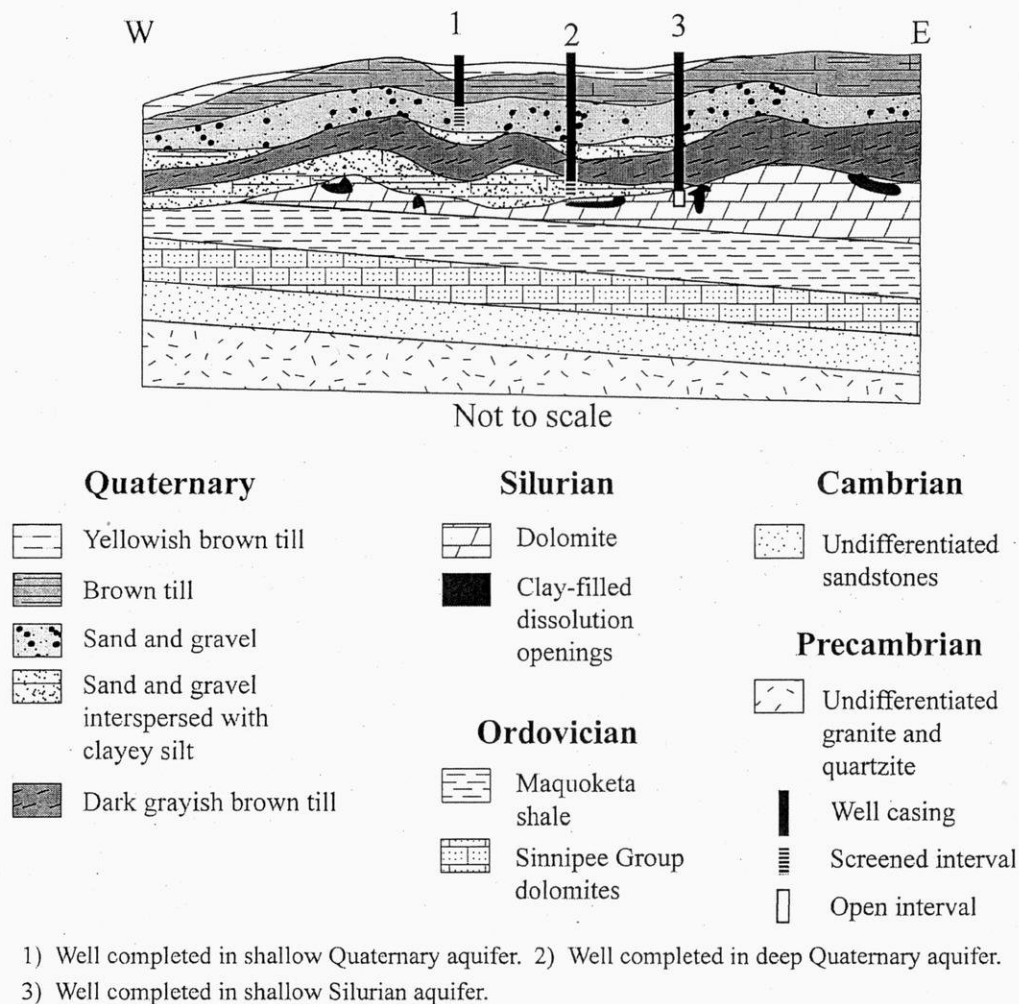 W 1 2 3 E
Not to scale
Quaternary
Yellowish brown till
Brown till
Sand and gravel
Sand and gravel
interspersed with
clayey silt
Dark grayish brown till
Silurian
Dolomite
Clay-filled
dissolution
openings
Ordovician
Maquoketa
shale
Sinnipee Group
dolomites
Cambrian
Undifferentiated
sandstones
Precambrian
Undifferentiated
granite and
quartzite
Well casing
Screened interval
Open interval
1) Well completed in shallow Quaternary aquifer. 2) Well completed in deep Quaternary aquifer.
3) Well completed in shallow Silurian aquifer.